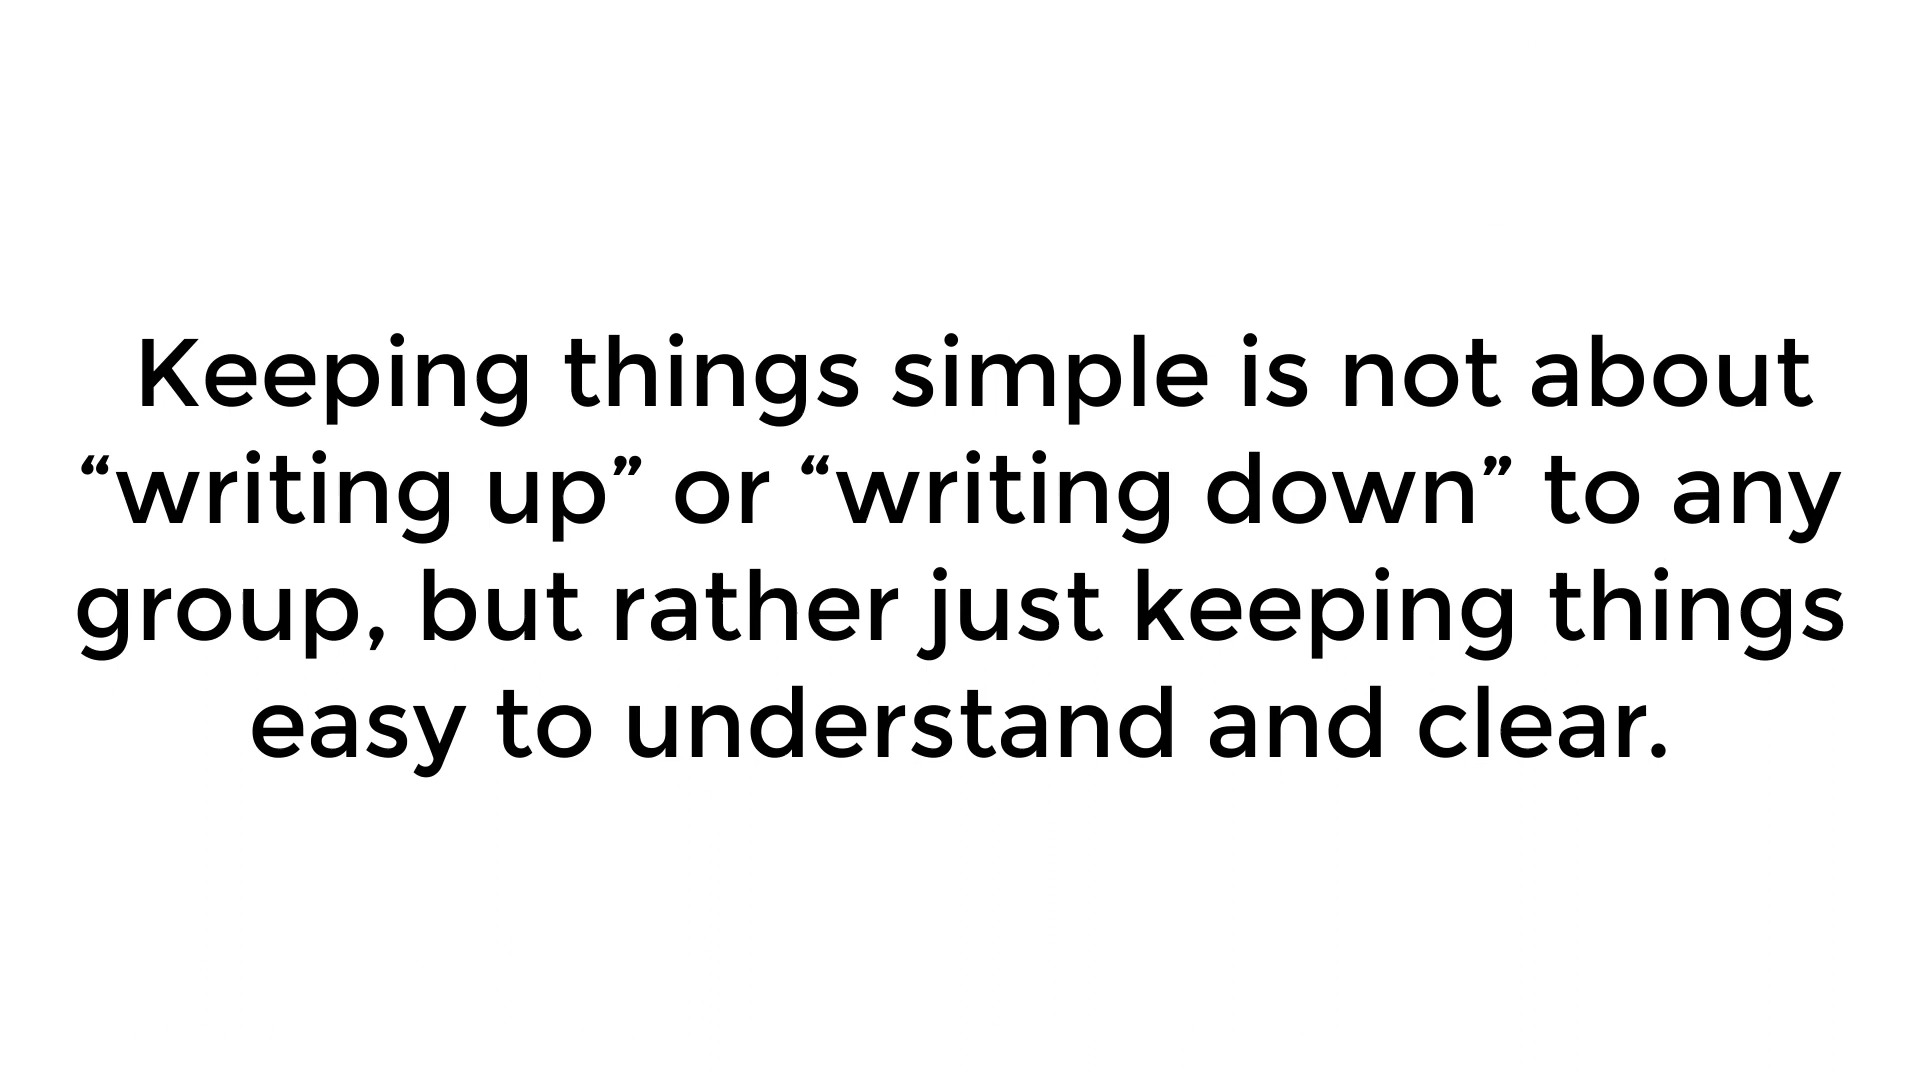 Keeping things simple is not about
“writing up” or “writing down” to any
group, but rather just keeping things
easy to understand and clear.